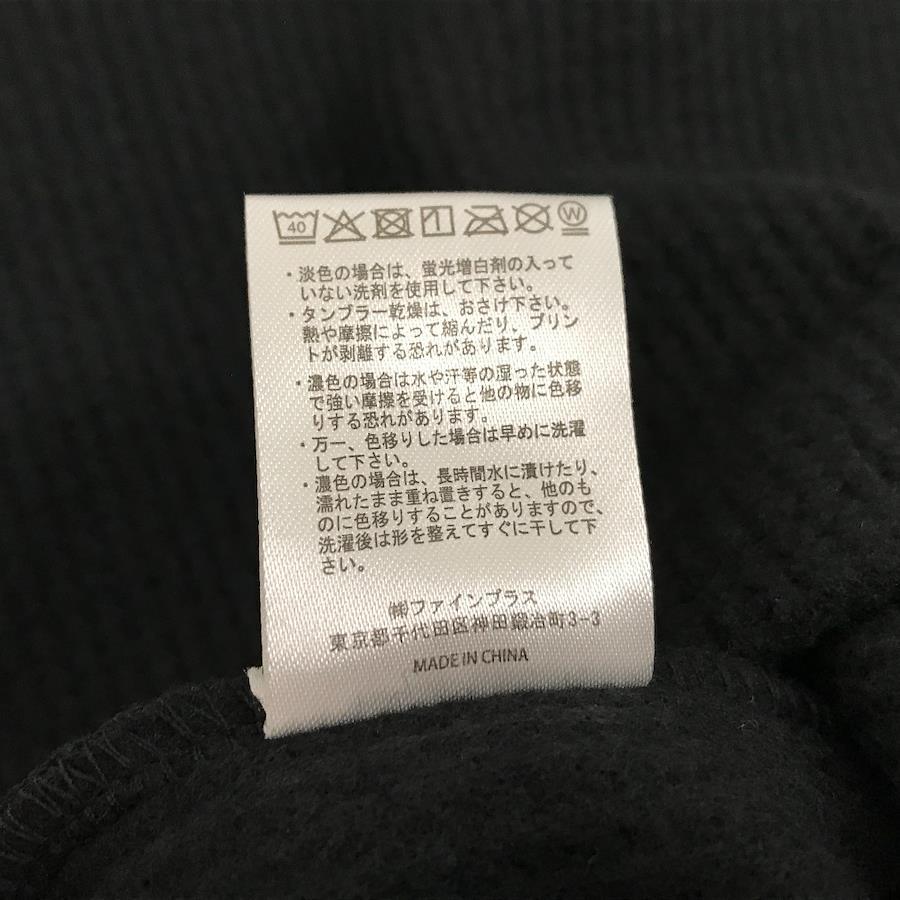 40 W
・淡色の場合は、蛍光増白剤の入って
いない洗剤を使用して下さい。
・タンブラー乾燥は、おさけ下さい。
熱や摩擦によって縮んだり、プリン
トが剥離する恐れがあります。
・濃色の場合は水や汗等の湿った状態
で強い摩擦を受けると他の物に色移
りする恐れがあります。
・万一、色移りした場合は早めに洗濯
して下さい。
・濃色の場合は、長時間水に漬けたり、
濡れたまま重ね置きすると、他のも
のに色移りすることがありますので、
洗濯後は形を整えてすぐに干して下
さい。
㈱ファインプラス
東京都千代田区神田鍛冶町3-3
MADE IN CHINA